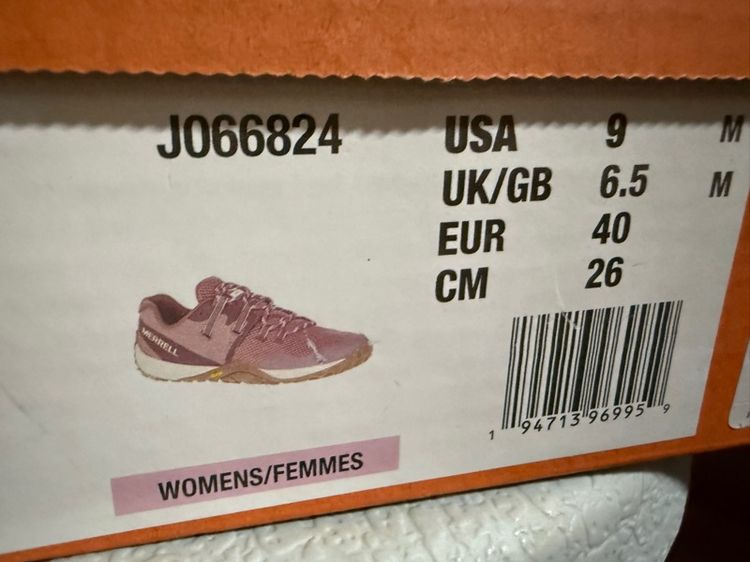 J066824
USA 9 M
UK/GB 6.5 M
EUR 40
CM 26
MERRELL
1 94713 96995 9
WOMENS/FEMMES